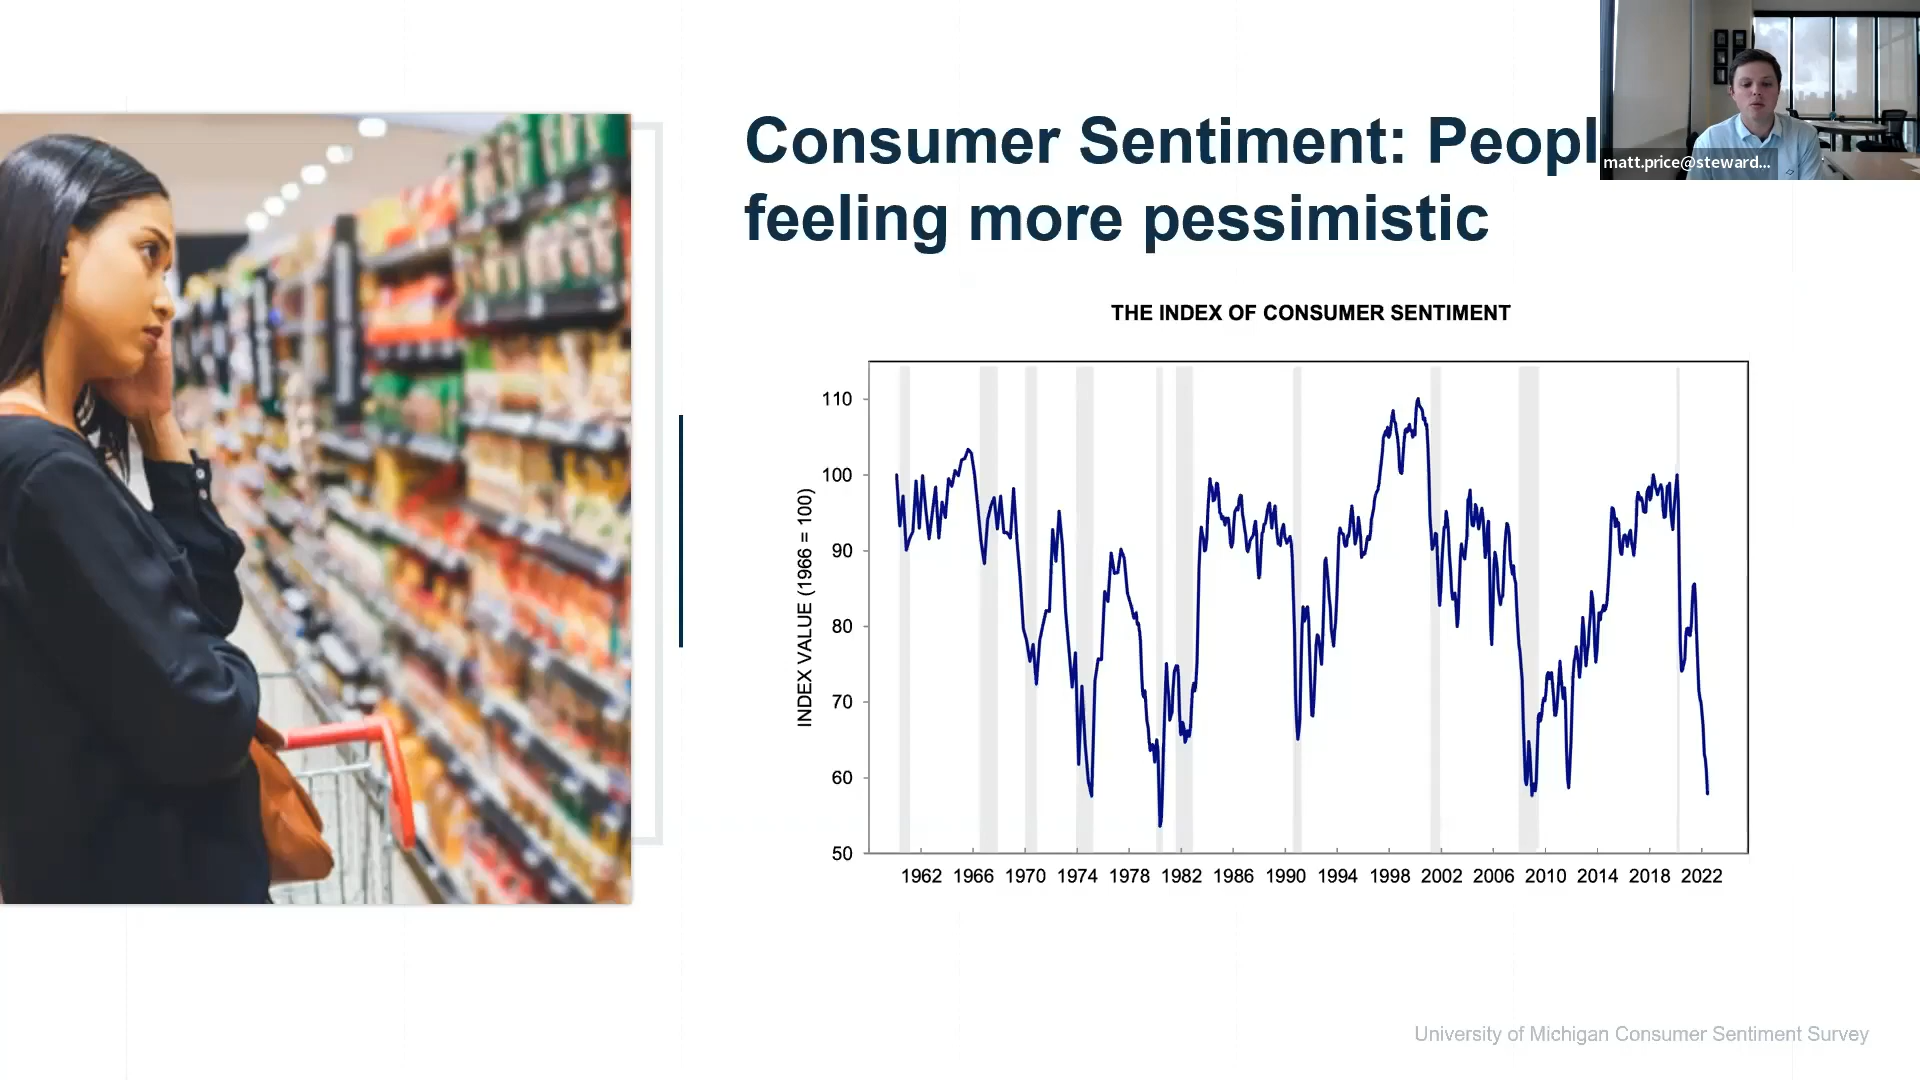 Consumer Sentiment: Peopl
feeling more pessimistic
matt.price@steward...
THE INDEX OF CONSUMER SENTIMENT
INDEX VALUE (1966 = 100)
110
100
90
80
70
60
50
1962 1966 1970 1974 1978 1982 1986 1990 1994 1998 2002 2006 2010 2014 2018 2022
University of Michigan Consumer Sentiment Survey